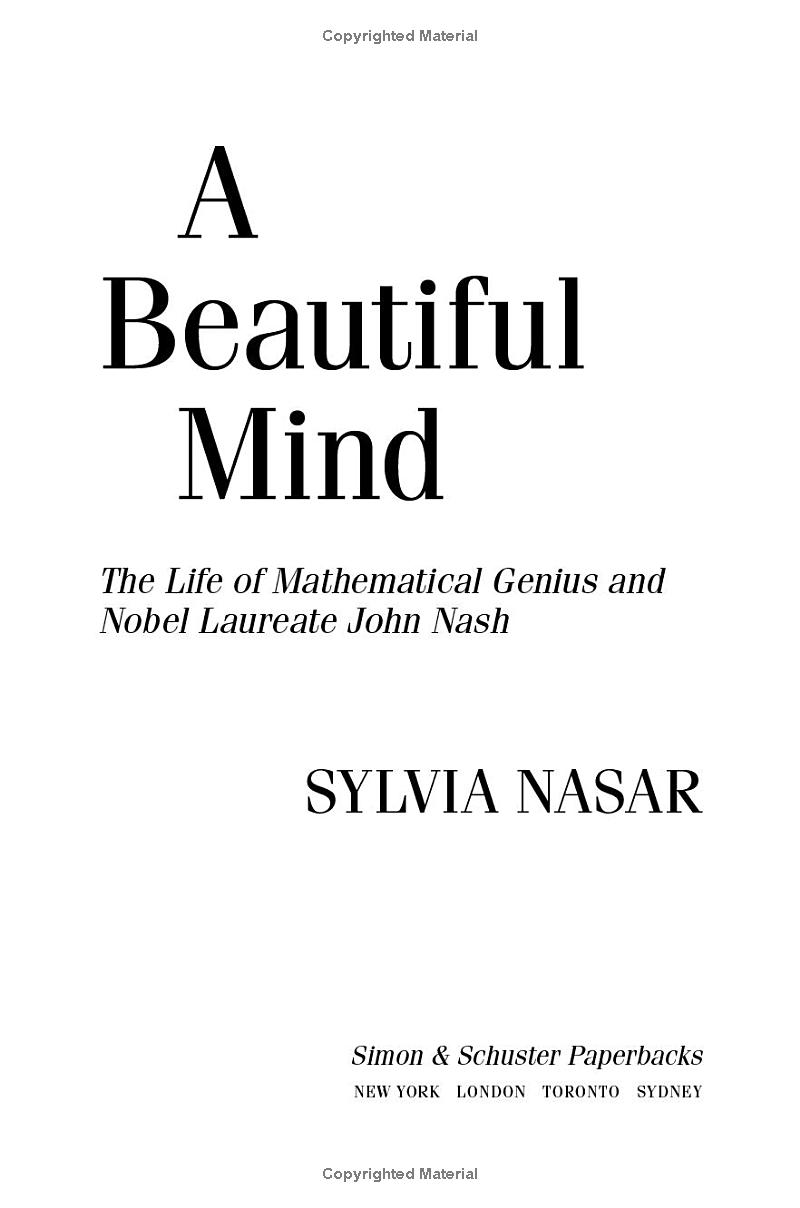 Copyrighted Material
A
Beautiful
Mind
The Life of Mathematical Genius and
Nobel Laureate John Nash
SYLVIA NASAR
Simon & Schuster Paperbacks
NEW YORK LONDON TORONTO SYDNEY
Copyrighted Material